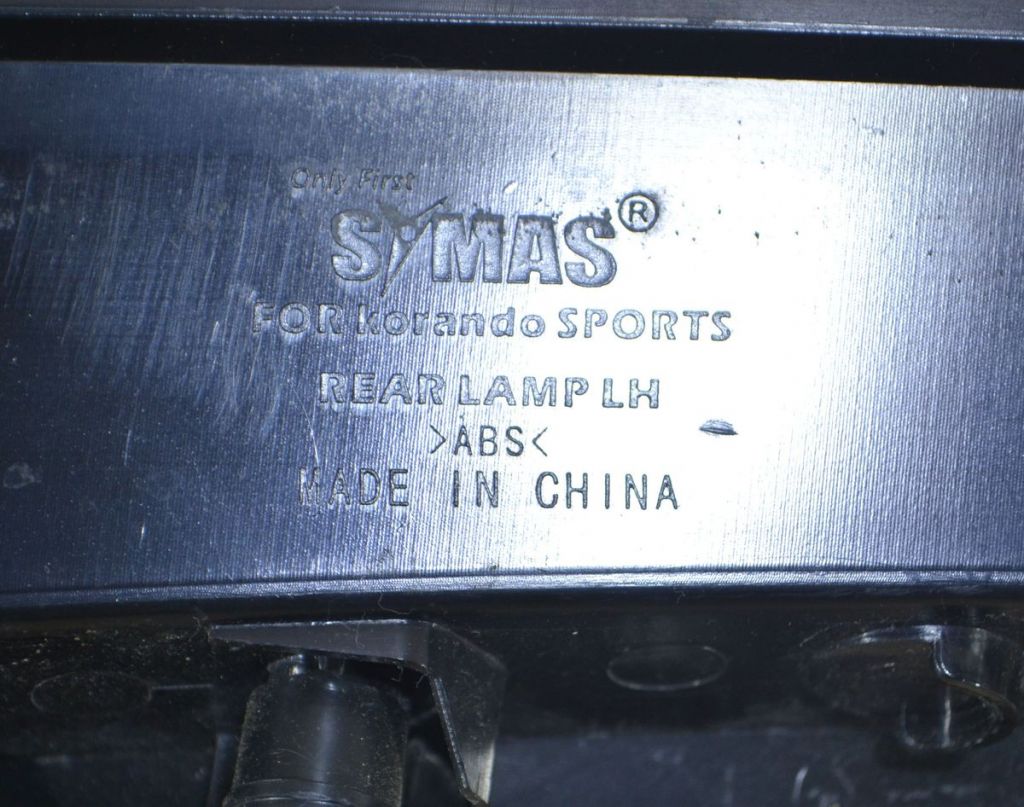 Only First
SYMAS®
FOR korando SPORTS
REAR LAMP LH
>ABS<
MADE IN CHINA